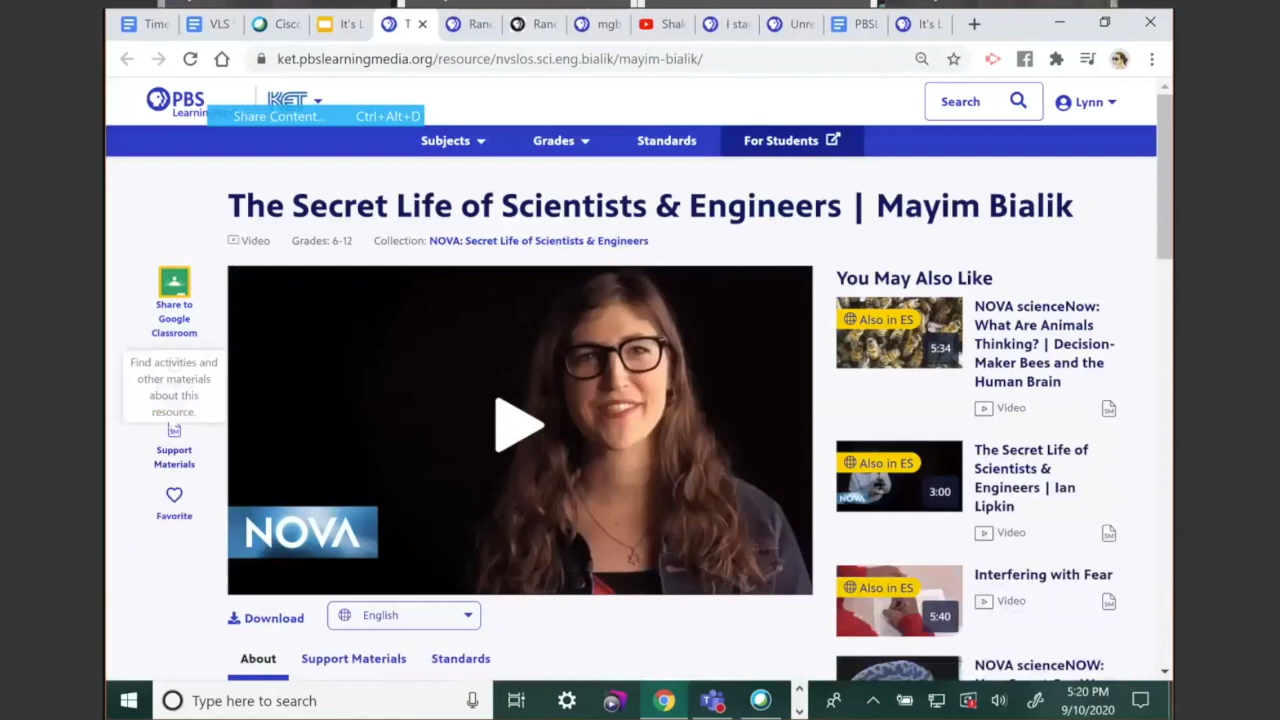 Time
VLS
Cisco
It's L
T
Ranc
Ranc
mgb
Shak
I sta
Unre
PBSL
It's L
ket.pbslearningmedia.org/resource/nvslos.sci.eng.bialik/mayim-bialik/
PBS
Learnin
KET
Search
Lynn
Share Content... Ctrl+Alt+D
Subjects
Grades
Standards
For Students
The Secret Life of Scientists & Engineers | Mayim Bialik
Video
Grades: 6-12
Collection: NOVA: Secret Life of Scientists & Engineers
Share to
Google
Classroom
Find activities and
other materials
about this
resource.
SM
Support
Materials
Favorite
NOVA
Download
English
About
Support Materials
Standards
You May Also Like
Also in ES
5:34
NOVA scienceNow:
What Are Animals
Thinking? | Decision-
Maker Bees and the
Human Brain
Video
SM
Also in ES
NOVA
3:00
The Secret Life of
Scientists &
Engineers | Ian
Lipkin
Video
SM
Also in ES
5:40
Interfering with Fear
Video
SM
NOVA scienceNOW:
Type here to search
5:20 PM
9/10/2020